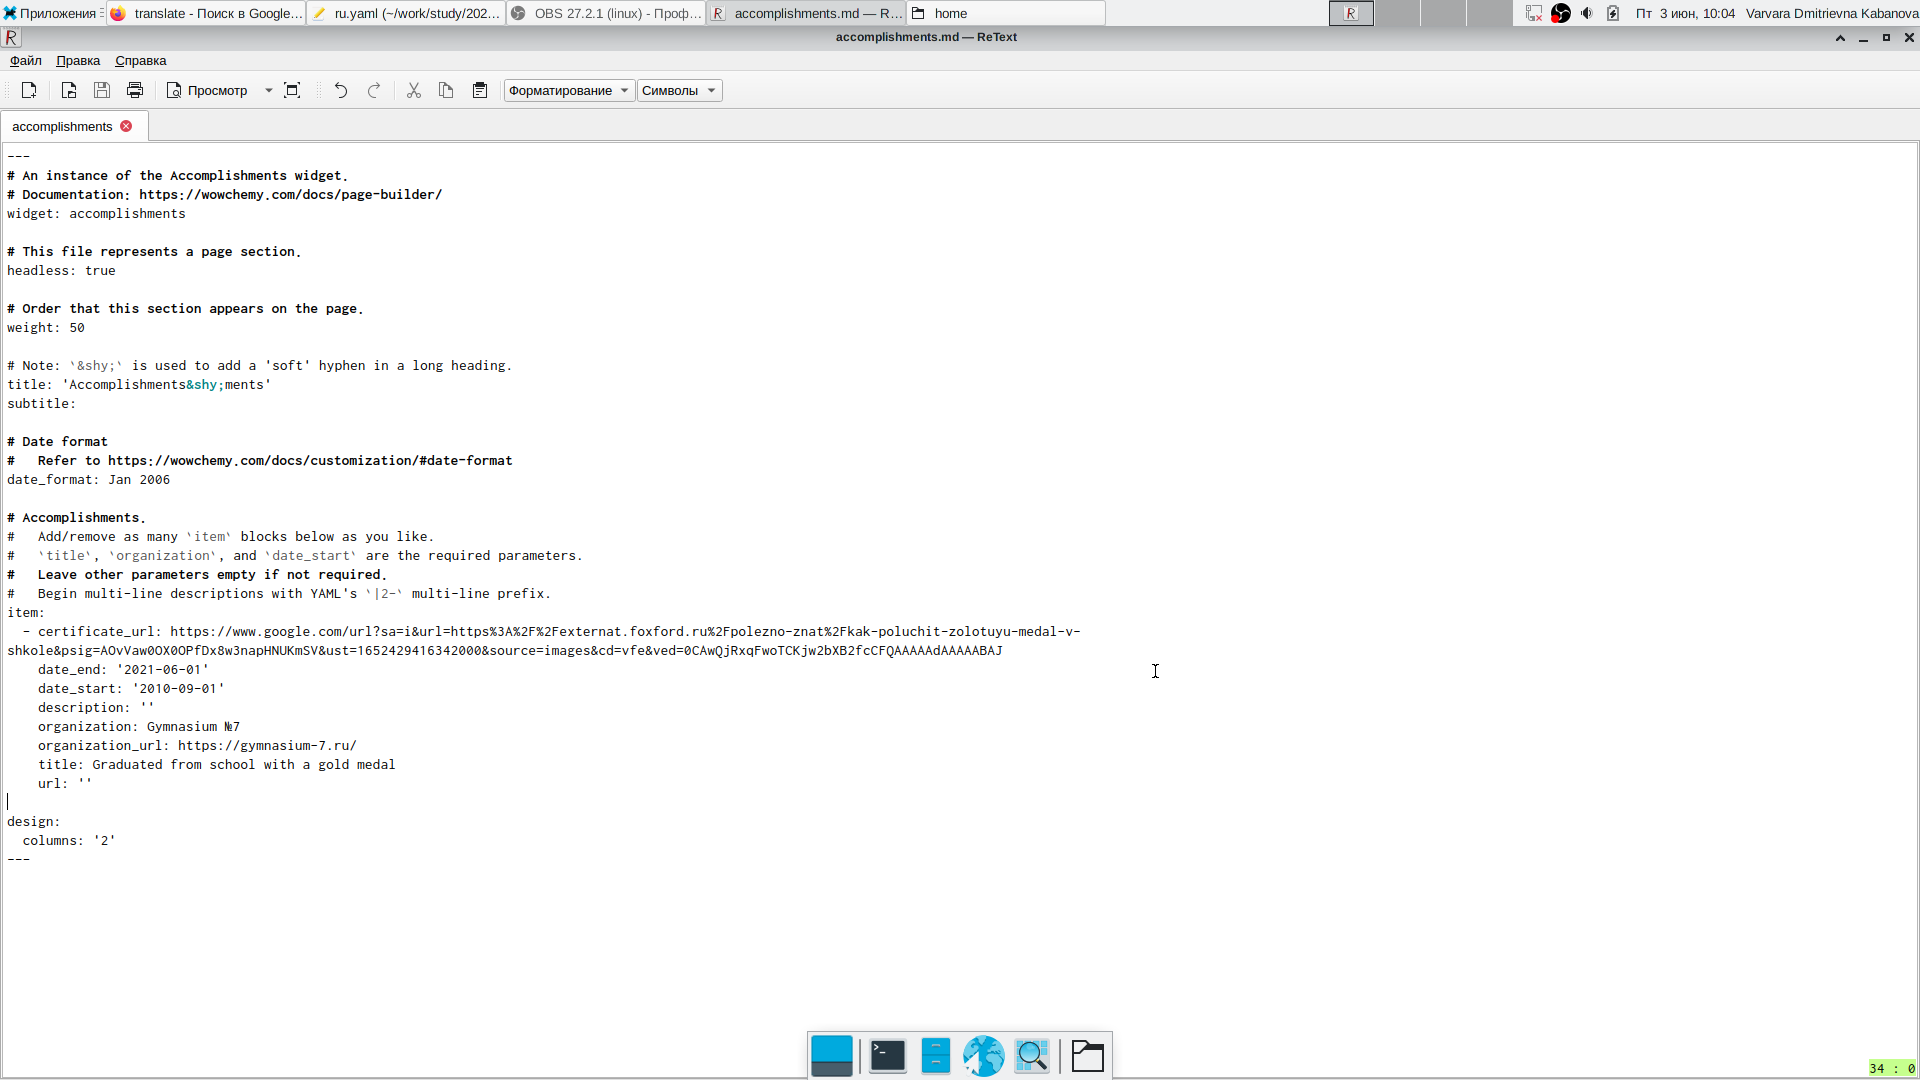 Приложения translate - Поиск в Google... ru.yaml (~/work/study/202... OBS 27.2.1 (linux) - Проф... accomplishments.md — R... home Пт 3 июн, 10:04 Varvara Dmitrievna Kabanova
accomplishments.md — ReText
Файл Правка Справка
Просмотр Форматирование Символы
accomplishments
---
# An instance of the Accomplishments widget.
# Documentation: https://wowchemy.com/docs/page-builder/
widget: accomplishments
# This file represents a page section.
headless: true
# Order that this section appears on the page.
weight: 50
# Note: `&shy;` is used to add a 'soft' hyphen in a long heading.
title: 'Accomplishments&shy;ments'
subtitle:
# Date format
#   Refer to https://wowchemy.com/docs/customization/#date-format
date_format: Jan 2006
# Accomplishments.
#   Add/remove as many `item` blocks below as you like.
#   `title`, `organization`, and `date_start` are the required parameters.
#   Leave other parameters empty if not required.
#   Begin multi-line descriptions with YAML's `|2-` multi-line prefix.
item:
  - certificate_url: https://www.google.com/url?sa=i&url=https%3A%2F%2Fexternat.foxford.ru%2Fpolezno-znat%2Fkak-poluchit-zolotuyu-medal-v-
shkole&psig=AOvVaw0OX0OPfDx8w3napHNUKmSV&ust=1652429416342000&source=images&cd=vfe&ved=0CAwQjRxqFwoTCKjw2bXB2fcCFQAAAAAdAAAAABAJ
    date_end: '2021-06-01'
    date_start: '2010-09-01'
    description: ''
    organization: Gymnasium №7
    organization_url: https://gymnasium-7.ru/
    title: Graduated from school with a gold medal
    url: ''
design:
  columns: '2'
---
34 : 0